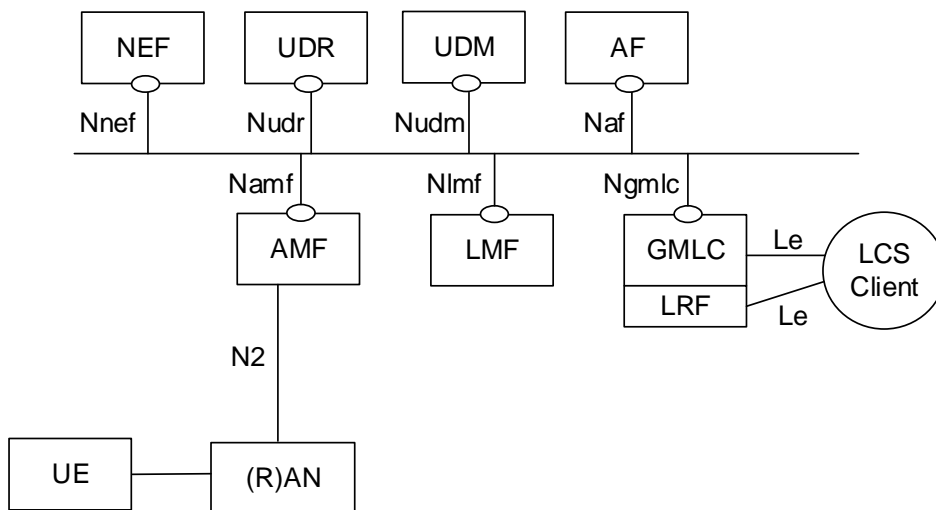 NEF
UDR
UDM
AF
Nnef
Nudr
Nudm
Naf
Namf
Nlmf
Ngmlc
AMF
LMF
GMLC
Le
LCS
Client
LRF
Le
N2
UE
(R)AN